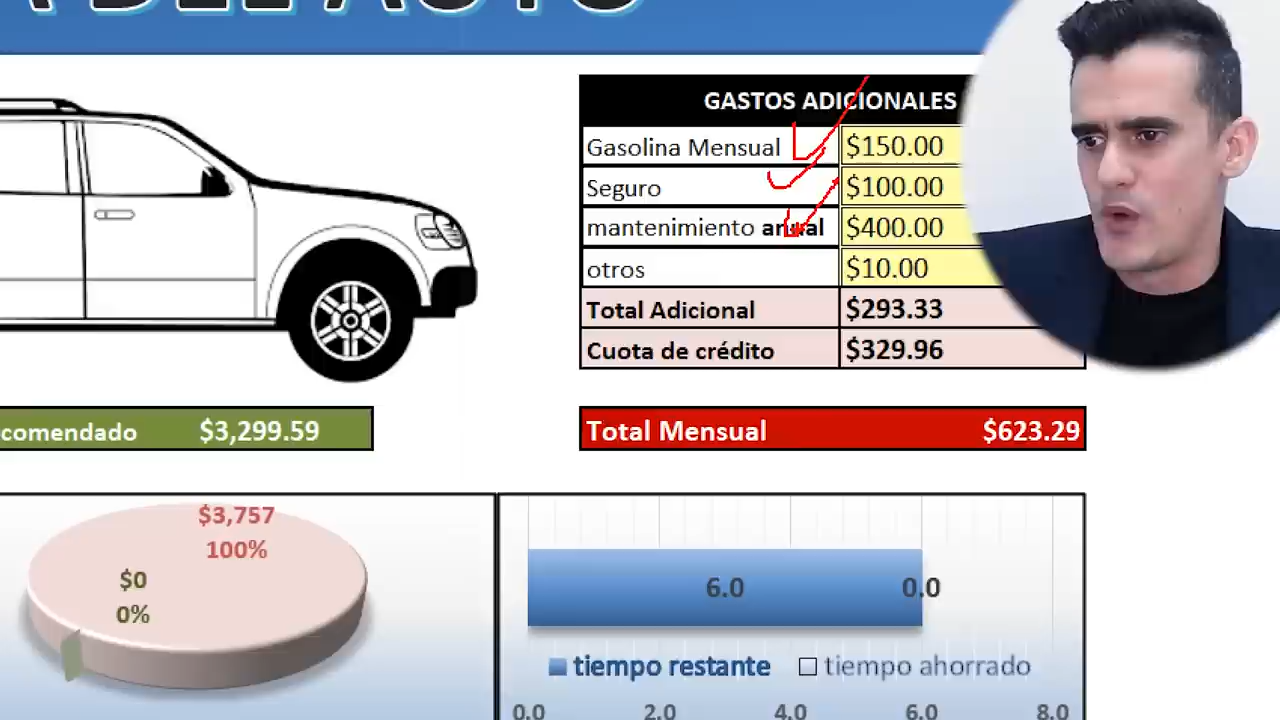 DEL AUTO
GASTOS ADICIONALES
Gasolina Mensual $150.00
Seguro $100.00
mantenimiento anual $400.00
otros $10.00
Total Adicional $293.33
Cuota de crédito $329.96
comendado $3,299.59
Total Mensual $623.29
$3,757
100%
$0
0%
6.0 0.0
tiempo restante tiempo ahorrado
0.0 2.0 4.0 6.0 8.0